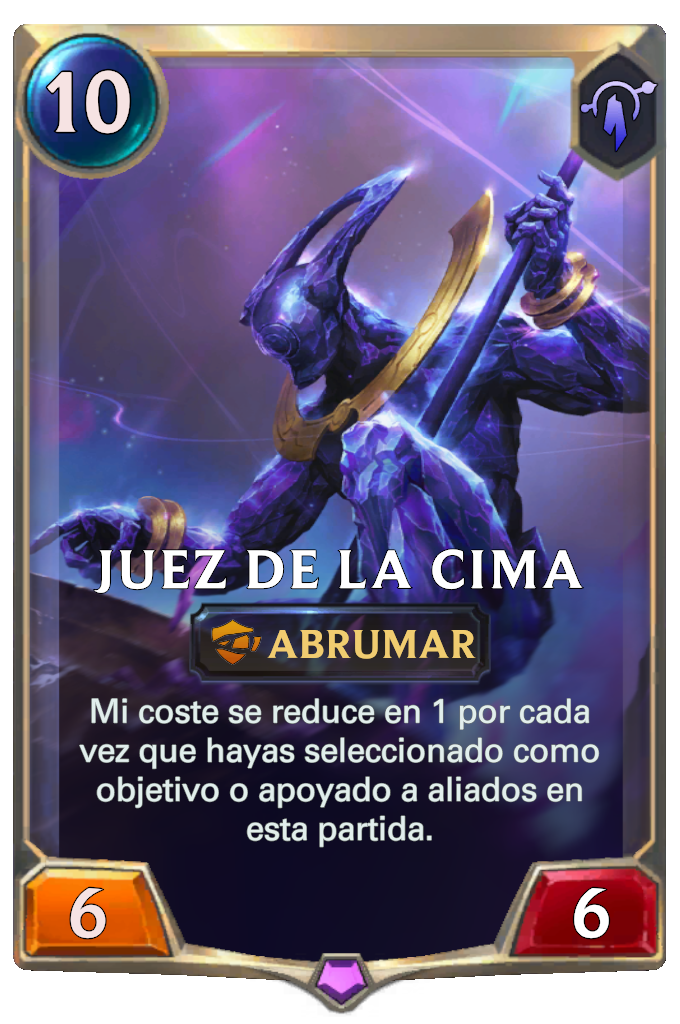 10
JUEZ DE LA CIMA
ABRUMAR
Mi coste se reduce en 1 por cada
vez que hayas seleccionado como
objetivo o apoyado a aliados en
esta partida.
6
6